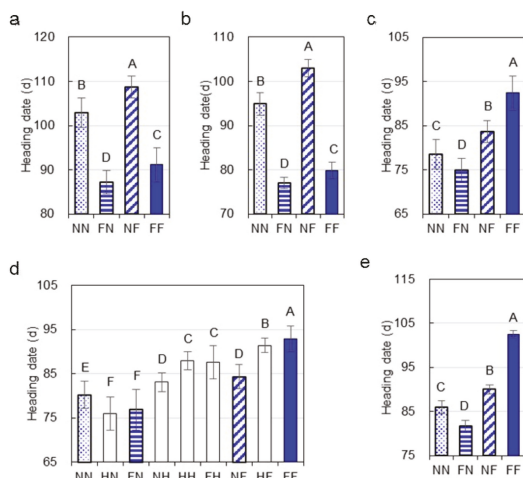 a
b
c
120
110
100
90
80
Heading date (d)
B
D
A
C
NN FN NF FF
110
100
90
80
70
Heading date(d)
B
D
A
C
NN FN NF FF
95
85
75
65
Heading date (d)
C
D
B
A
NN FN NF FF
d
e
95
85
75
65
Heading date (d)
E
F
F
D
C
C
D
B
A
NN HN FN NH HH FH NF HF FF
115
105
95
85
75
Heading date (d)
C
D
B
A
NN FN NF FF